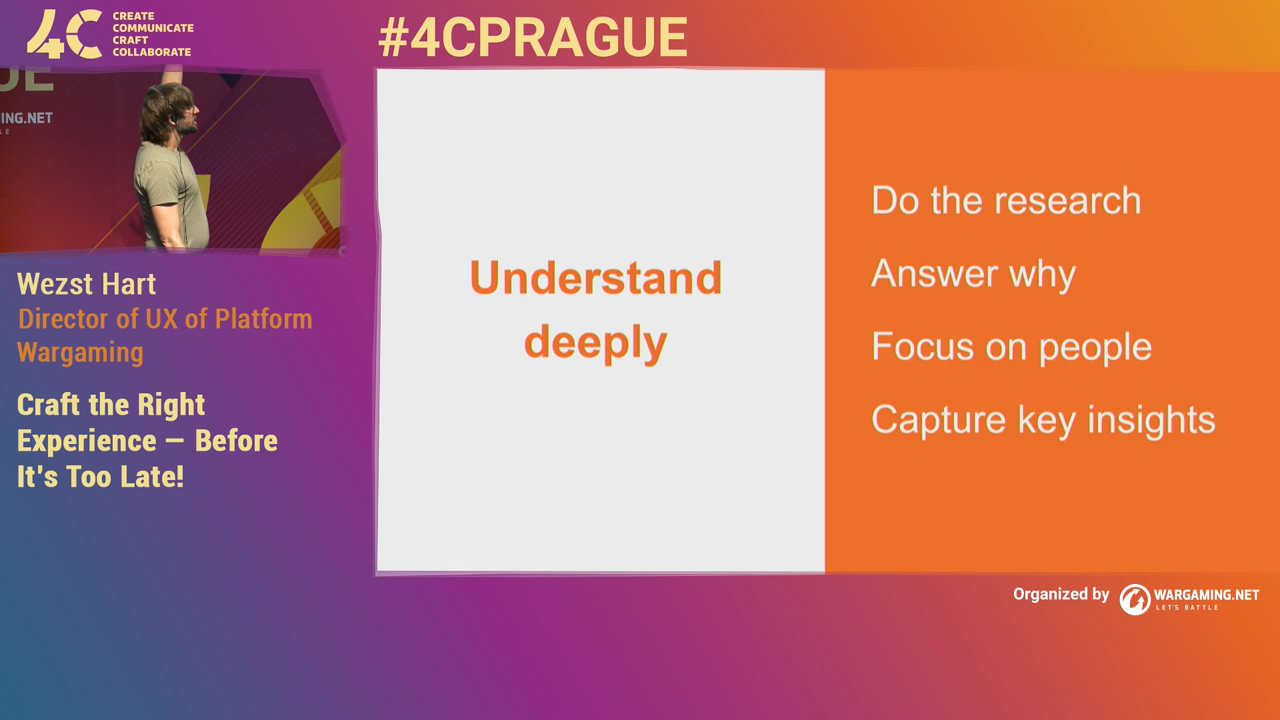 4C
CREATE
COMMUNICATE
CRAFT
COLLABORATE
#4CPRAGUE
ING.NET
Wezst Hart
Director of UX of Platform
Wargaming
Craft the Right
Experience — Before
It's Too Late!
Understand
deeply
Do the research
Answer why
Focus on people
Capture key insights
Organized by
WARGAMING.NET
LET'S BATTLE